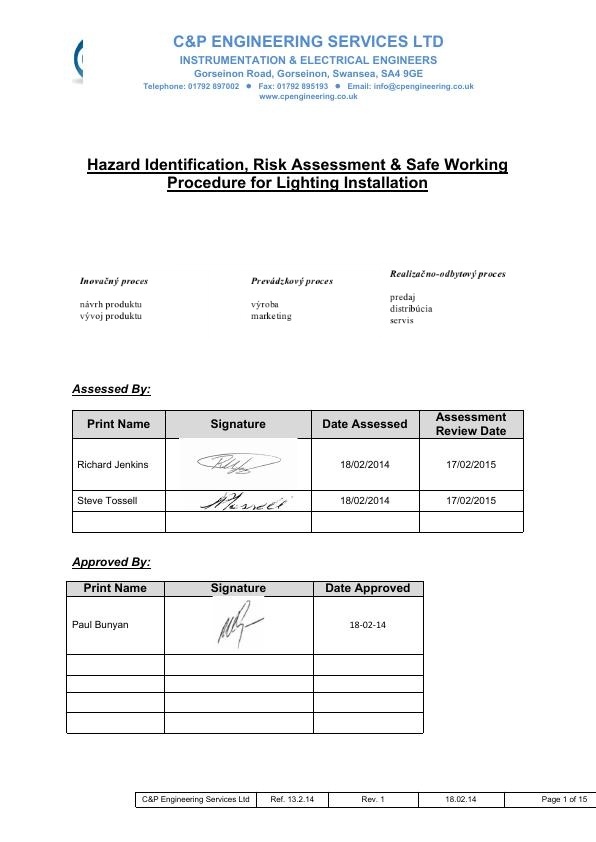 C&P ENGINEERING SERVICES LTD
INSTRUMENTATION & ELECTRICAL ENGINEERS
Gorseinon Road, Gorseinon, Swansea, SA4 9GE
Telephone: 01792 897002 ● Fax: 01792 895193 ● Email: info@cpengineering.co.uk
www.cpengineering.co.uk
Hazard Identification, Risk Assessment & Safe Working
Procedure for Lighting Installation
Inovačný proces
návrh produktu
vývoj produktu
Prevádzkový proces
výroba
marketing
Realizačno-odbytový proces
predaj
distribúcia
servis
Assessed By:
Print Name Signature Date Assessed Assessment Review Date
Richard Jenkins 18/02/2014 17/02/2015
Steve Tossell 18/02/2014 17/02/2015
Approved By:
Print Name Signature Date Approved
Paul Bunyan 18-02-14
C&P Engineering Services Ltd Ref. 13.2.14 Rev. 1 18.02.14 Page 1 of 15